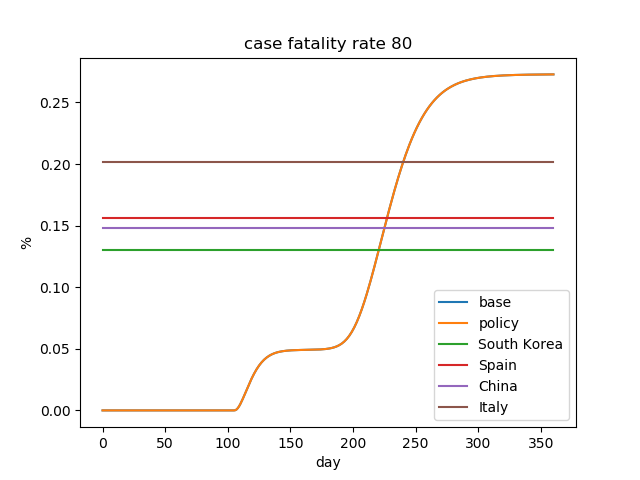 case fatality rate 80
%
0.25
0.20
0.15
0.10
0.05
0.00
base
policy
South Korea
Spain
China
Italy
0 50 100 150 200 250 300 350
day